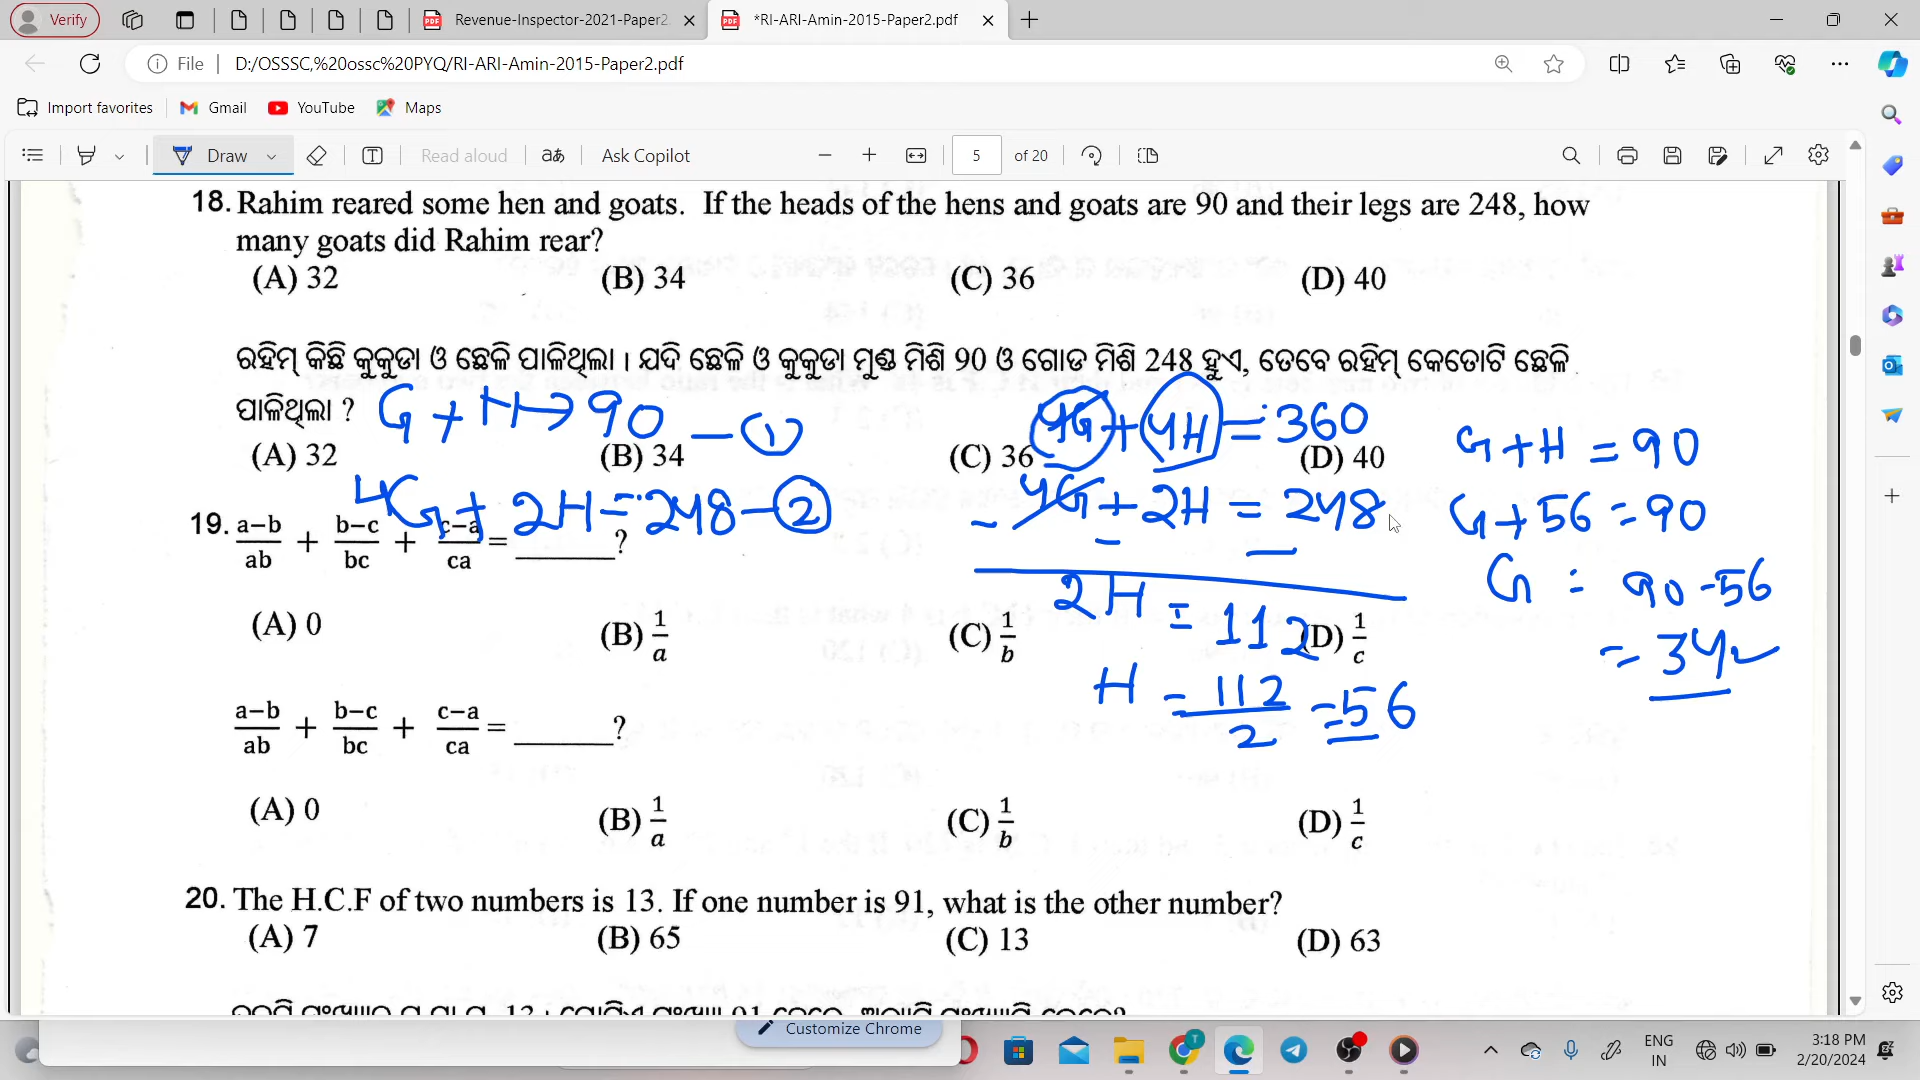 Verify
Revenue-Inspector-2021-Paper2.
*RI-ARI-Amin-2015-Paper2.pdf
File
D:/OSSSC,%20ossc%20PYQ/RI-ARI-Amin-2015-Paper2.pdf
Import favorites
Gmail
YouTube
Maps
Draw
Read aloud
aあ
Ask Copilot
5 of 20
18. Rahim reared some hen and goats. If the heads of the hens and goats are 90 and their legs are 248, how
many goats did Rahim rear?
(A) 32 (B) 34 (C) 36 (D) 40
ରହିମ୍ କିଛି କୁକୁଡା ଓ ଛେଳି ପାଳିଥିଲା । ଯଦି ଛେଳି ଓ କୁକୁଡା ମୁଣ୍ଡ ମିଶି 90 ଓ ଗୋଡ ମିଶି 248 ହୁଏ, ତେବେ ରହିମ୍ କେତୋଟି ଛେଳି
ପାଳିଥିଲା ?
G + H → 90 - ①
4G + 4H = 360
G + H = 90
(A) 32 (B) 34 (C) 36 (D) 40
4G + 2H = 248 - ②
- 4G + 2H = 248
G + 56 = 90
2H = 112
G = 90 - 56
= 34
H = 112/2 = 56
19. a−b/ab + b−c/bc + c−a/ca = ______?
(A) 0 (B) 1/a (C) 1/b (D) 1/c
a−b/ab + b−c/bc + c−a/ca = ______?
(A) 0 (B) 1/a (C) 1/b (D) 1/c
20. The H.C.F of two numbers is 13. If one number is 91, what is the other number?
(A) 7 (B) 65 (C) 13 (D) 63
Customize Chrome
ENG
IN
3:18 PM
2/20/2024